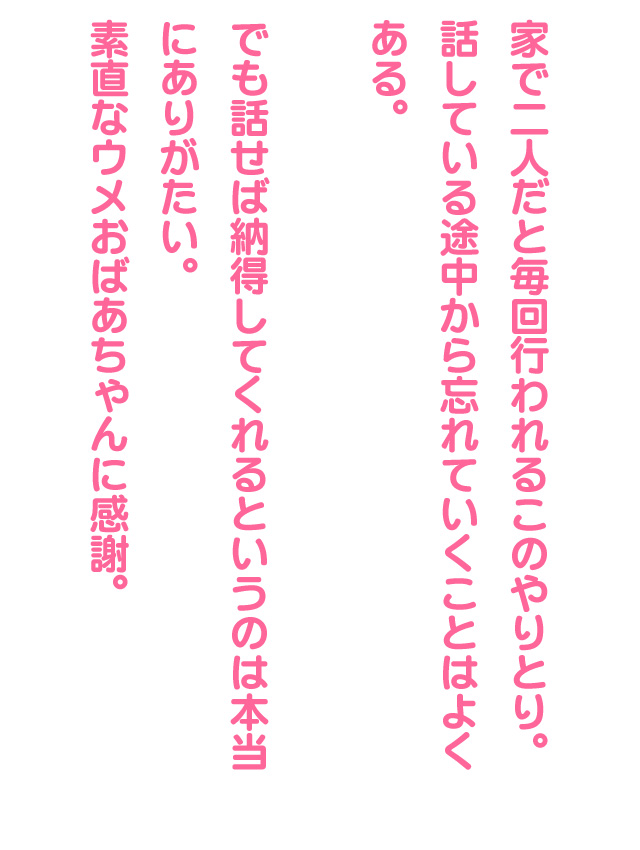 家で二人だと毎回行われるこのやりとり。
話している途中から忘れていくことはよく
ある。
でも話せば納得してくれるというのは本当
にありがたい。
素直なウメおばあちゃんに感謝。